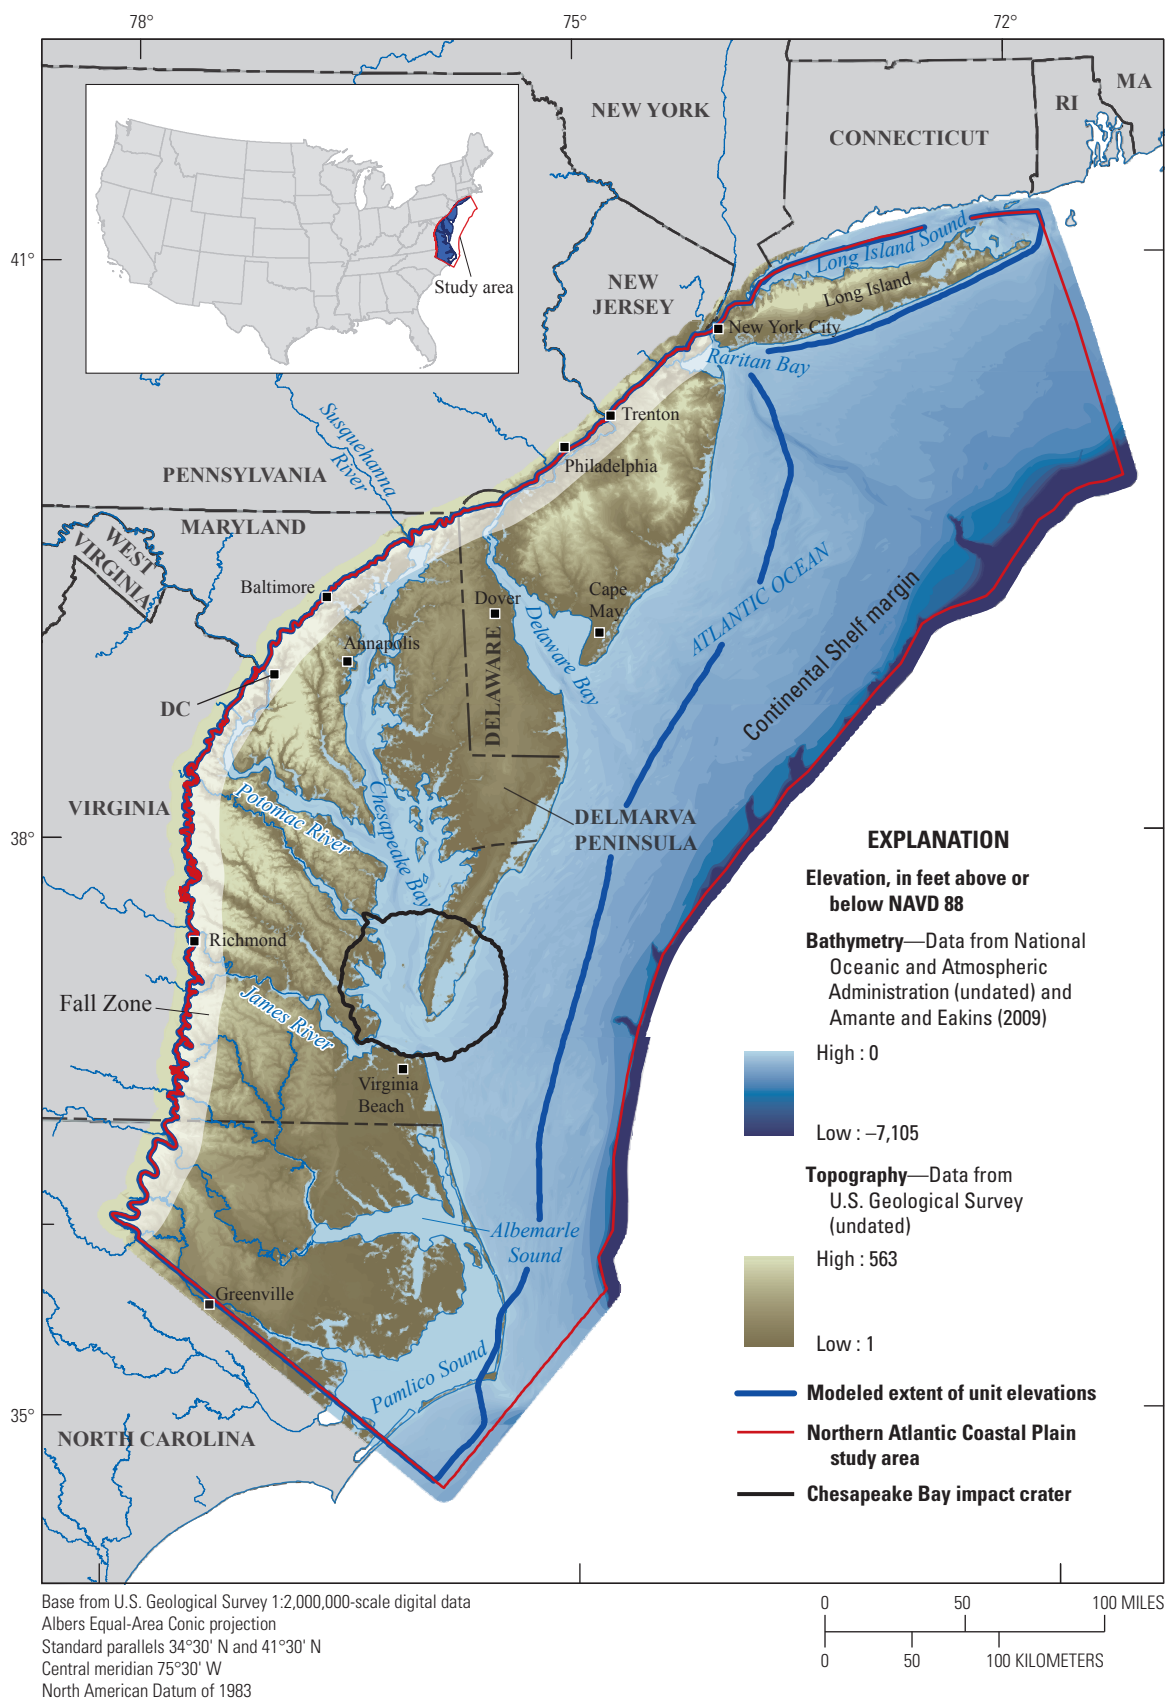 78°
75°
72°
MA
RI
NEW YORK
CONNECTICUT
Study area
41°
Long Island Sound
Long Island
NEW
JERSEY
New York City
Raritan Bay
Trenton
Susquehanna
River
Philadelphia
PENNSYLVANIA
MARYLAND
WEST
VIRGINIA
ATLANTIC OCEAN
Baltimore
Dover
Cape
May
Annapolis
Delaware Bay
DELAWARE
DC
Continental Shelf margin
VIRGINIA
Potomac River
Chesapeake Bay
DELMARVA
PENINSULA
38°
Richmond
Fall Zone
James River
Virginia
Beach
Albemarle
Sound
Greenville
Pamlico Sound
35°
NORTH CAROLINA
EXPLANATION
Elevation, in feet above or
below NAVD 88
Bathymetry—Data from National
Oceanic and Atmospheric
Administration (undated) and
Amante and Eakins (2009)
High : 0
Low : –7,105
Topography—Data from
U.S. Geological Survey
(undated)
High : 563
Low : 1
Modeled extent of unit elevations
Northern Atlantic Coastal Plain
study area
Chesapeake Bay impact crater
Base from U.S. Geological Survey 1:2,000,000-scale digital data
Albers Equal-Area Conic projection
Standard parallels 34°30' N and 41°30' N
Central meridian 75°30' W
North American Datum of 1983
0 50 100 MILES
0 50 100 KILOMETERS